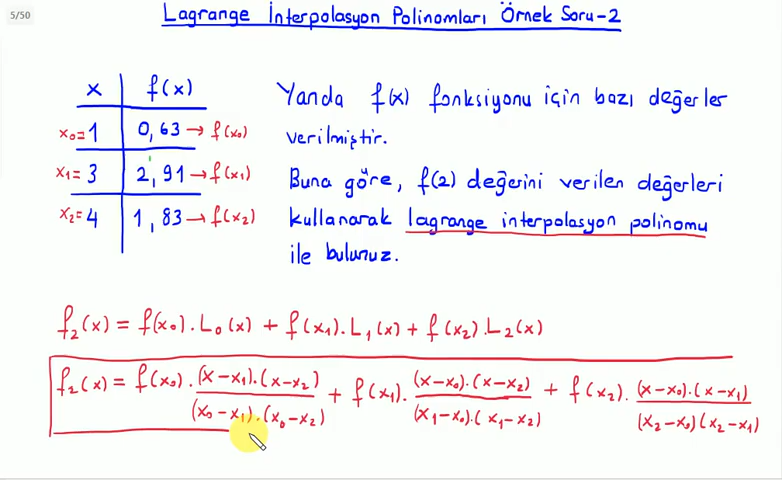 5/50
Lagrange İnterpolasyon Polinomları Örnek Soru-2
x f(x)
x₀=1 0,63 → f(x₀)
x₁=3 2,91 → f(x₁)
x₂=4 1,83 → f(x₂)
Yanda f(x) fonksiyonu için bazı değerler
verilmiştir.
Buna göre, f(2) değerini verilen değerleri
kullanarak lagrange interpolasyon polinomu
ile bulunuz.
f₂(x) = f(x₀).L₀(x) + f(x₁).L₁(x) + f(x₂).L₂(x)
f₂(x) = f(x₀) . (x-x₁).(x-x₂) / (x₀-x₁).(x₀-x₂) + f(x₁) . (x-x₀).(x-x₂) / (x₁-x₀).(x₁-x₂) + f(x₂) . (x-x₀).(x-x₁) / (x₂-x₀)(x₂-x₁)